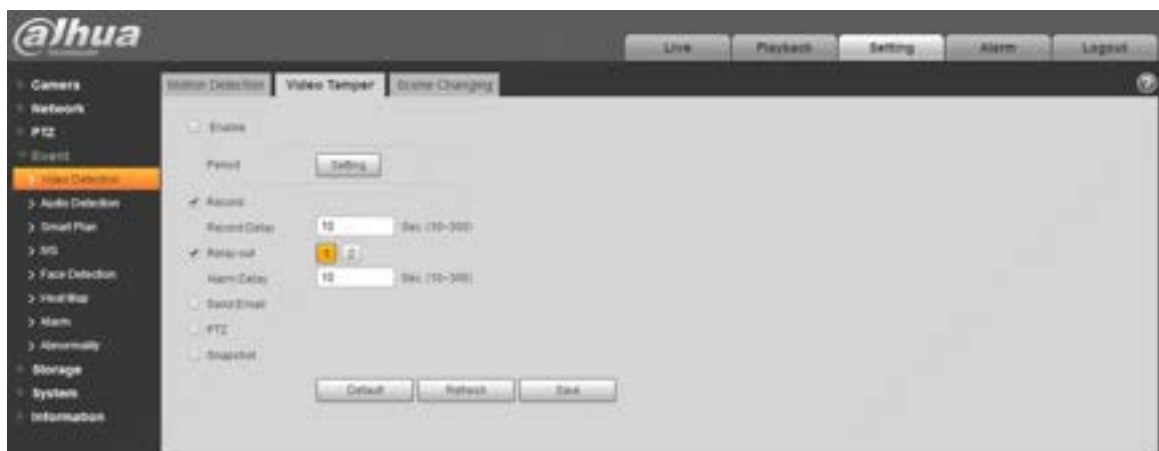 alhua
TECHNOLOGY
Live
Playback
Setting
Alarm
Logout
Camera
Network
PTZ
Event
Video Detection
Audio Detection
Smart Plan
IVS
Face Detection
Heat Map
Alarm
Abnormality
Storage
System
Information
Motion Detection
Video Tamper
Scene Changing
?
Enable
Period
Setting
Record
Record Delay
10
Sec. (10~300)
Relay-out
1
2
Alarm Delay
10
Sec. (10~300)
Send Email
PTZ
Snapshot
Default
Refresh
Save